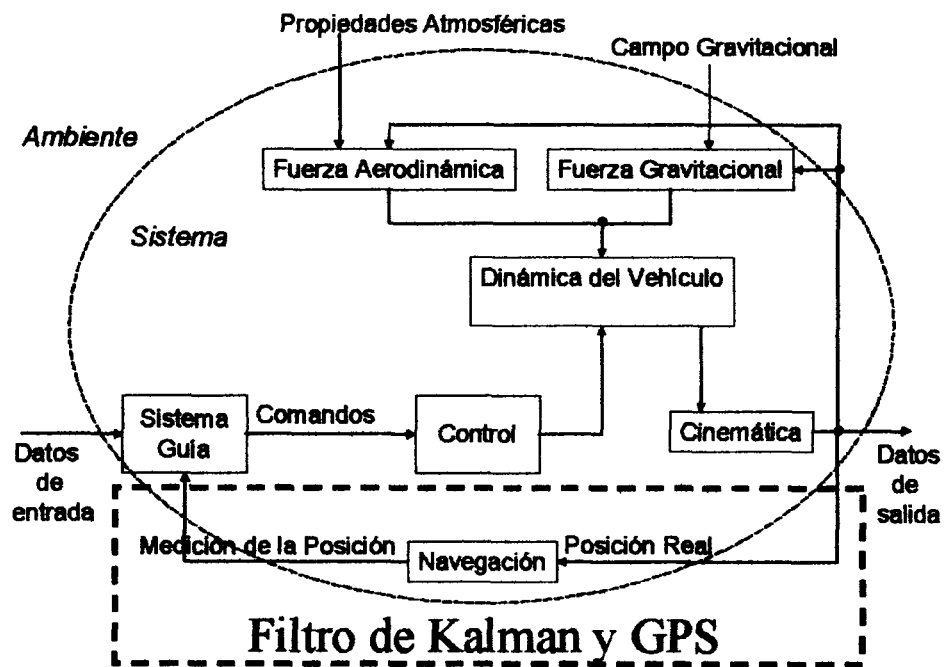 Propiedades Atmosféricas
Campo Gravitacional
Ambiente
Fuerza Aerodinámica
Fuerza Gravitacional
Sistema
Dinámica del Vehículo
Sistema
Guía
Comandos
Control
Cinemática
Datos
de
entrada
Datos
de
salida
Medición de la Posición
Navegación
Posición Real
Filtro de Kalman y GPS